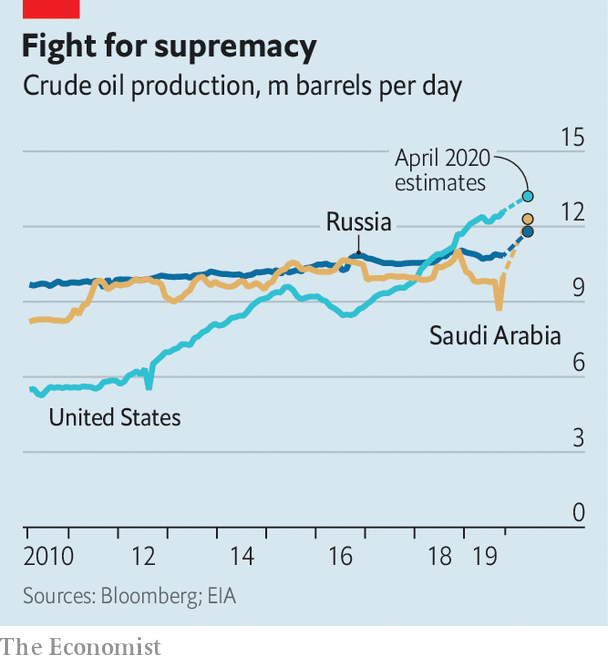 Fight for supremacy
Crude oil production, m barrels per day
15
April 2020
estimates
12
Russia
9
Saudi Arabia
6
United States
3
0
2010 12 14 16 18 19
Sources: Bloomberg; EIA
The Economist